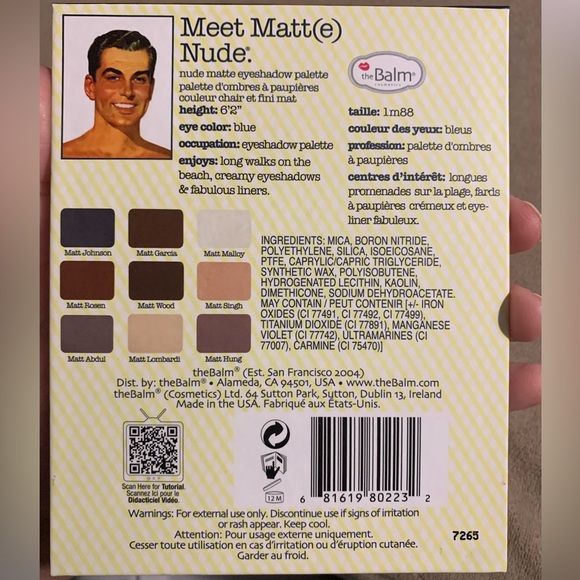 Meet Matt(e)
Nude®
nude matte eyeshadow palette
palette d'ombres à paupières
couleur chair et fini mat
height: 6'2"
eye color: blue
occupation: eyeshadow palette
enjoys: long walks on the
beach, creamy eyeshadows
& fabulous liners.
theBalm®
cosmetics
taille: 1m88
couleur des yeux: bleus
profession: palette d'ombres
à paupières
centres d'intérêt: longues
promenades sur la plage, fards
à paupières crémeux et eye-
liner fabuleux.
Matt Johnson
Matt Garcia
Matt Malloy
Matt Rosen
Matt Wood
Matt Singh
Matt Abdul
Matt Lombardi
Matt Hung
INGREDIENTS: MICA, BORON NITRIDE,
POLYETHYLENE, SILICA, ISOEICOSANE,
PTFE, CAPRYLIC/CAPRIC TRIGLYCERIDE,
SYNTHETIC WAX, POLYISOBUTENE,
HYDROGENATED LECITHIN, KAOLIN,
DIMETHICONE, SODIUM DEHYDROACETATE.
MAY CONTAIN / PEUT CONTENIR [+/- IRON
OXIDES (CI 77491, CI 77492, CI 77499),
TITANIUM DIOXIDE (CI 77891), MANGANESE
VIOLET (CI 77742), ULTRAMARINES (CI
77007), CARMINE (CI 75470)]
theBalm® (Est. San Francisco 2004)
Dist. by: theBalm® • Alameda, CA 94501, USA • www.theBalm.com
theBalm® (Cosmetics) Ltd. 64 Sutton Park, Sutton, Dublin 13, Ireland
Made in the USA. Fabriqué aux États-Unis.
Scan Here for Tutorial.
Scannez Ici pour le
Didacticiel Vidéo.
12 M
6 81619 80223 2
Warnings: For external use only. Discontinue use if signs of irritation
or rash appear. Keep cool.
Attention: Pour usage externe uniquement.
Cesser toute utilisation en cas d'irritation ou d'éruption cutanée.
Garder au froid.
7265